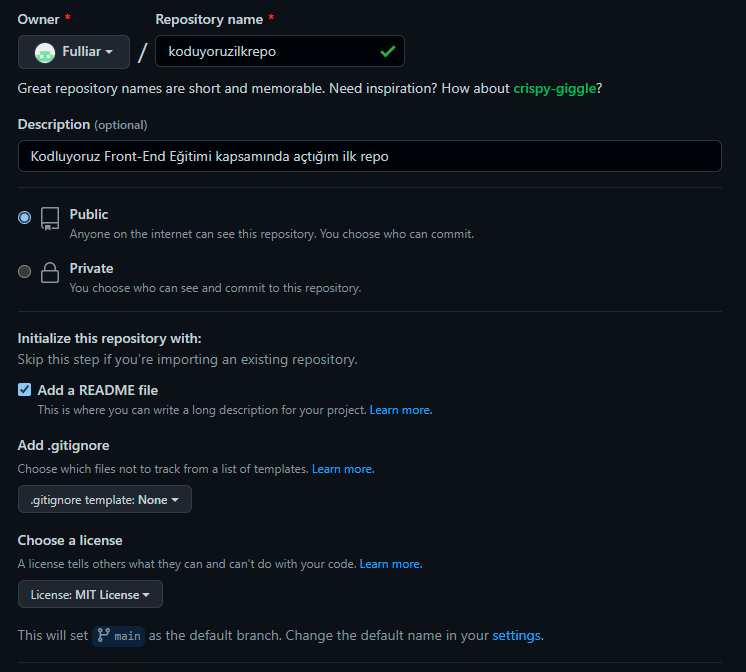 Owner * Repository name *
Fulliar / koduyoruzilkrepo
Great repository names are short and memorable. Need inspiration? How about crispy-giggle?
Description (optional)
Kodluyoruz Front-End Eğitimi kapsamında açtığım ilk repo
Public
Anyone on the internet can see this repository. You choose who can commit.
Private
You choose who can see and commit to this repository.
Initialize this repository with:
Skip this step if you're importing an existing repository.
Add a README file
This is where you can write a long description for your project. Learn more.
Add .gitignore
Choose which files not to track from a list of templates. Learn more.
.gitignore template: None
Choose a license
A license tells others what they can and can't do with your code. Learn more.
License: MIT License
This will set main as the default branch. Change the default name in your settings.